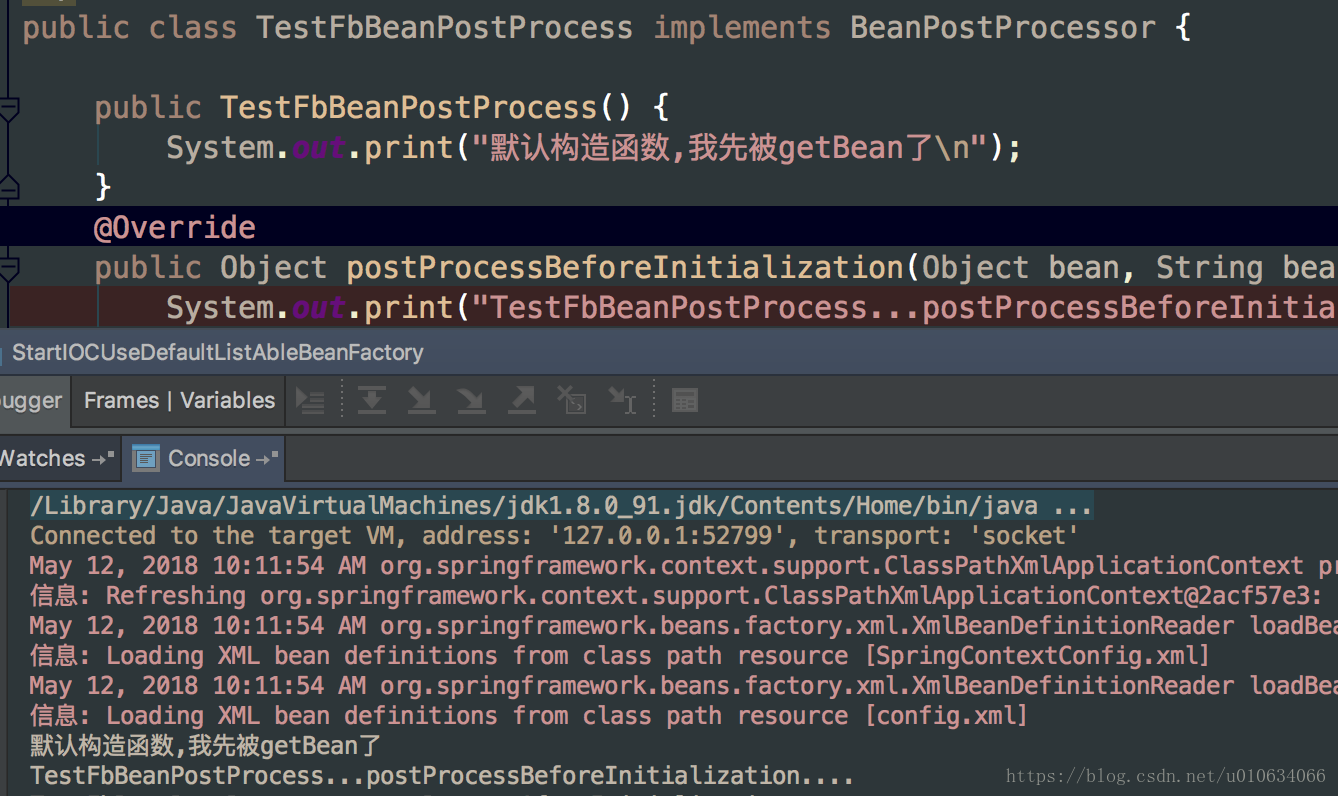 public class TestFbBeanPostProcess implements BeanPostProcessor {
public TestFbBeanPostProcess() {
System.out.print("默认构造函数,我先被getBean了\n");
}
@Override
public Object postProcessBeforeInitialization(Object bean, String bea
System.out.print("TestFbBeanPostProcess...postProcessBeforeInitia
StartIOCUseDefaultListAbleBeanFactory
ugger Frames | Variables
Watches Console
/Library/Java/JavaVirtualMachines/jdk1.8.0_91.jdk/Contents/Home/bin/java ...
Connected to the target VM, address: '127.0.0.1:52799', transport: 'socket'
May 12, 2018 10:11:54 AM org.springframework.context.support.ClassPathXmlApplicationContext pr
信息: Refreshing org.springframework.context.support.ClassPathXmlApplicationContext@2acf57e3:
May 12, 2018 10:11:54 AM org.springframework.beans.factory.xml.XmlBeanDefinitionReader loadBea
信息: Loading XML bean definitions from class path resource [SpringContextConfig.xml]
May 12, 2018 10:11:54 AM org.springframework.beans.factory.xml.XmlBeanDefinitionReader loadBea
信息: Loading XML bean definitions from class path resource [config.xml]
默认构造函数,我先被getBean了
TestFbBeanPostProcess...postProcessBeforeInitialization....
https://blog.csdn.net/u010634066